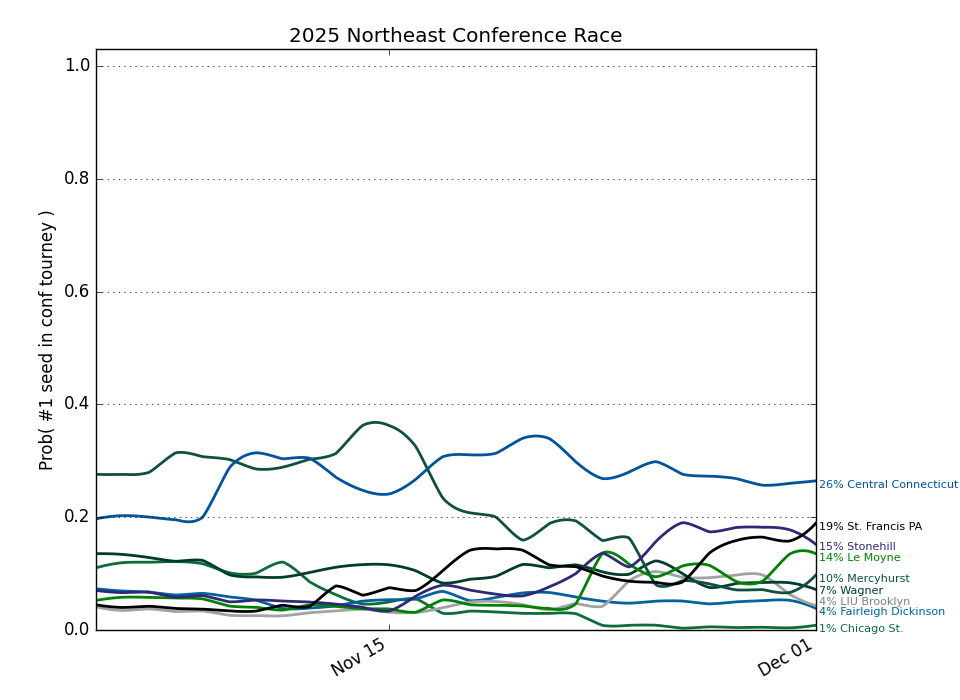 2025 Northeast Conference Race
Prob( #1 seed in conf tourney )
1.0
0.8
0.6
0.4
0.2
0.0
Nov 15
Dec 01
26% Central Connecticut
19% St. Francis PA
15% Stonehill
14% Le Moyne
10% Mercyhurst
7% Wagner
4% LIU Brooklyn
4% Fairleigh Dickinson
1% Chicago St.